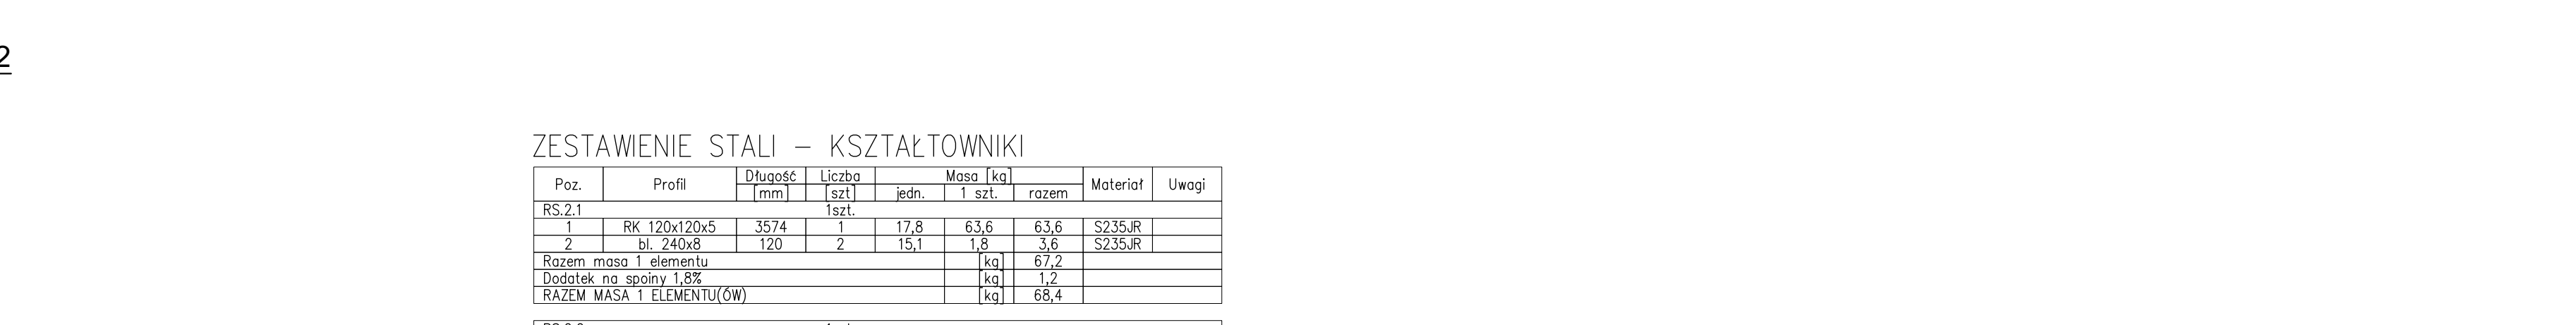 2
ZESTAWIENIE STALI – KSZTAŁTOWNIKI
Poz. Profil Długość [mm] Liczba [szt] Masa [kg] jedn. 1 szt. razem Materiał Uwagi
RS.2.1 1szt.
1 RK 120x120x5 3574 1 17,8 63,6 63,6 S235JR
2 bl. 240x8 120 2 15,1 1,8 3,6 S235JR
Razem masa 1 elementu [kg] 67,2
Dodatek na spoiny 1,8% [kg] 1,2
RAZEM MASA 1 ELEMENTU(ÓW) [kg] 68,4